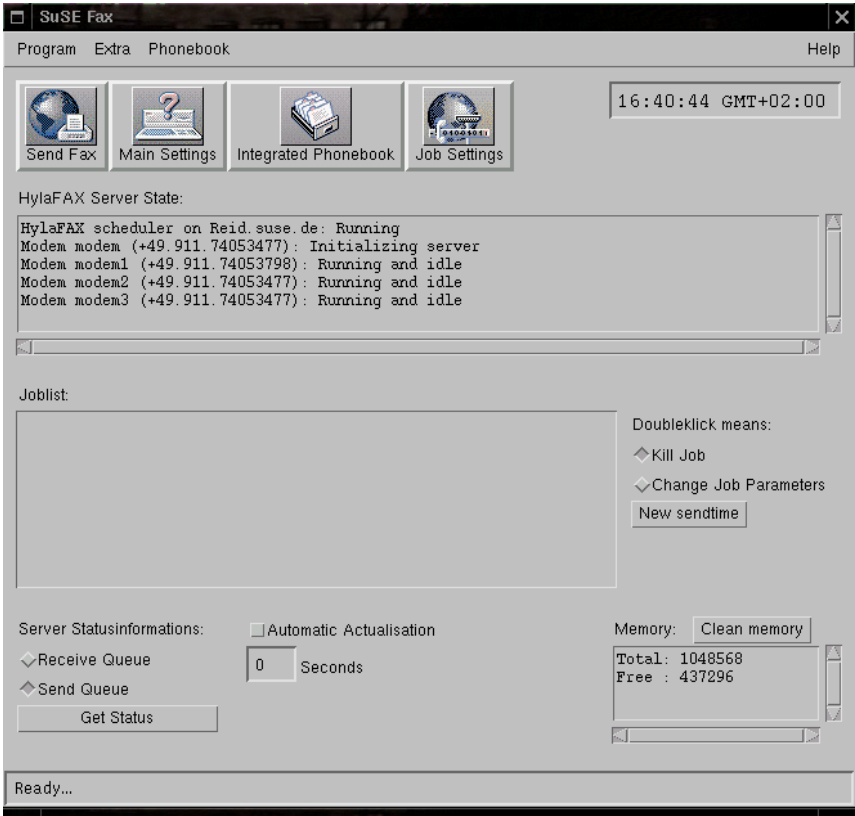 SuSE Fax
Program Extra Phonebook Help
Send Fax Main Settings Integrated Phonebook Job Settings
16:40:44 GMT+02:00
HylaFAX Server State:
HylaFAX scheduler on Reid.suse.de: Running
Modem modem (+49.911.74053477): Initializing server
Modem modem1 (+49.911.74053798): Running and idle
Modem modem2 (+49.911.74053477): Running and idle
Modem modem3 (+49.911.74053477): Running and idle
Joblist:
Doubleklick means:
Kill Job
Change Job Parameters
New sendtime
Server Statusinformations:
Receive Queue
Send Queue
Get Status
Automatic Actualisation
0 Seconds
Memory: Clean memory
Total: 1048568
Free : 437296
Ready...